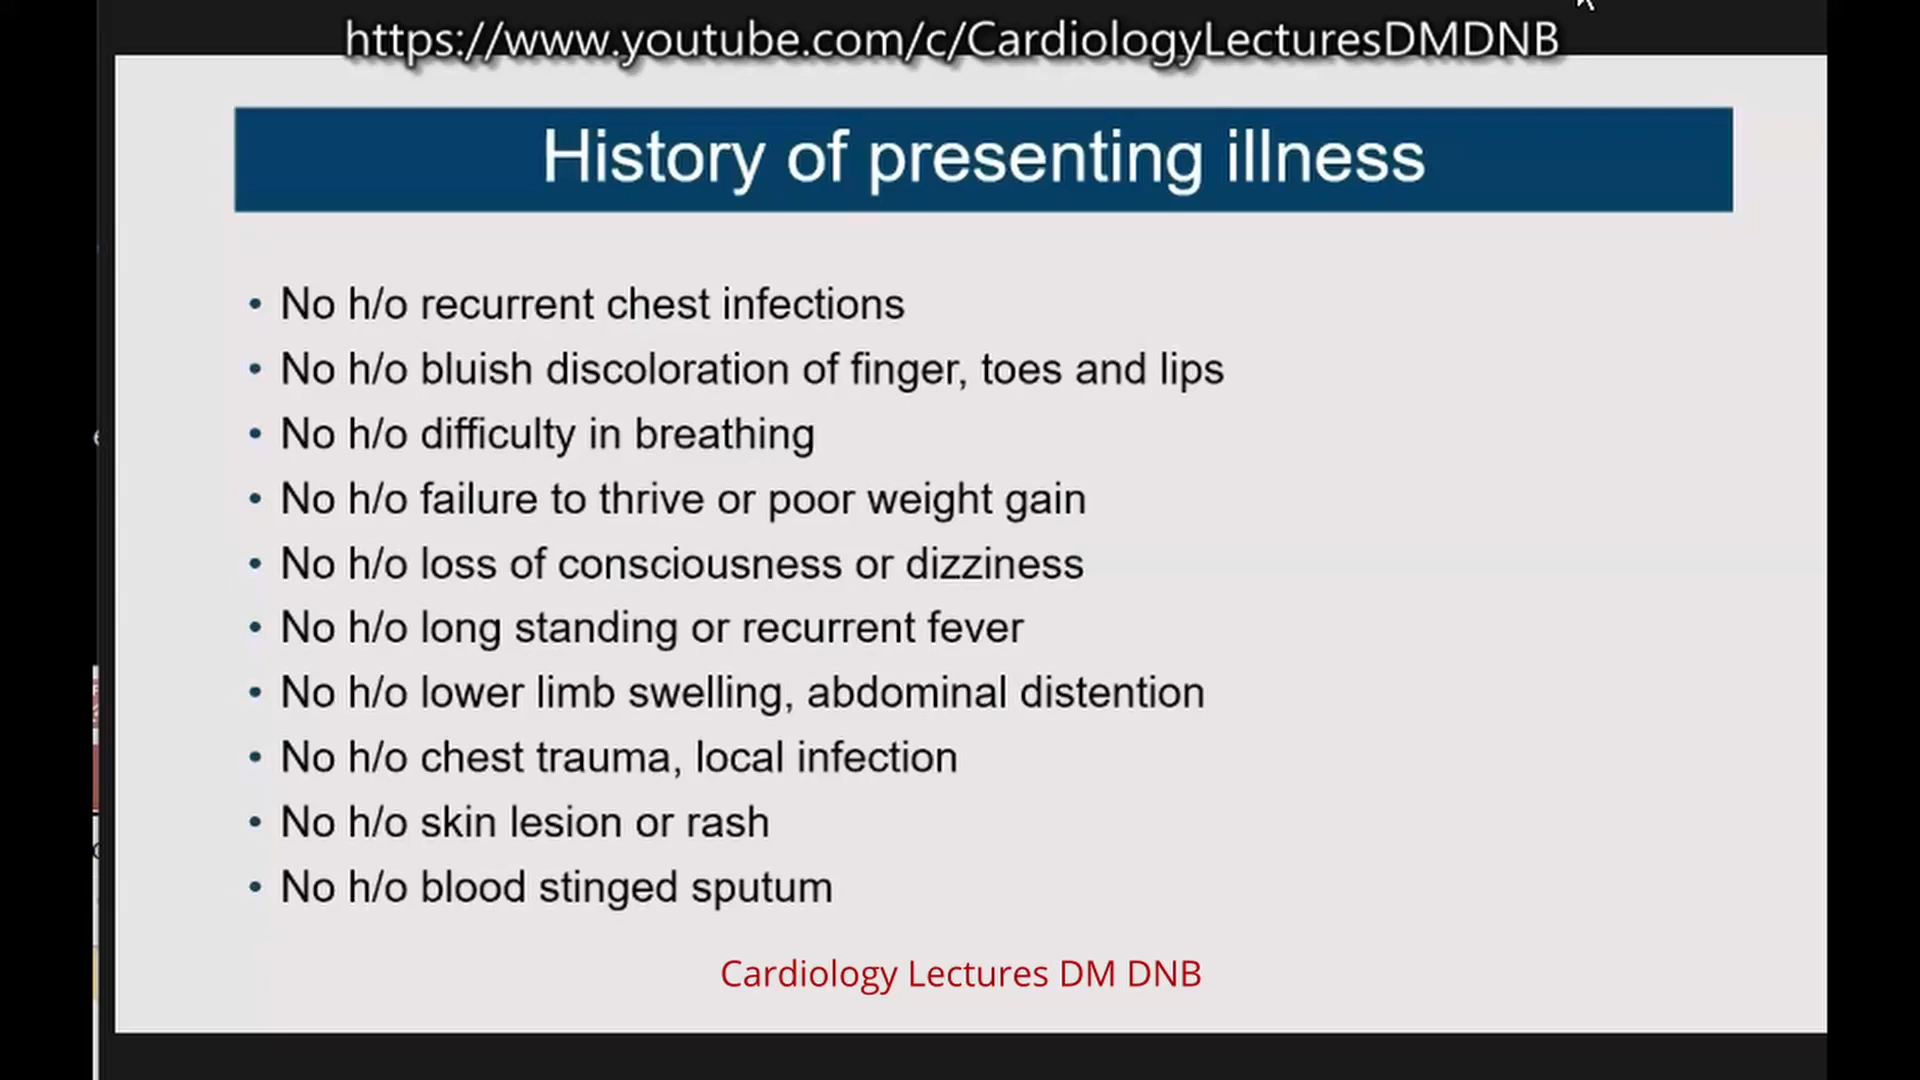 https://www.youtube.com/c/CardiologyLecturesDMDNB
History of presenting illness
• No h/o recurrent chest infections
• No h/o bluish discoloration of finger, toes and lips
• No h/o difficulty in breathing
• No h/o failure to thrive or poor weight gain
• No h/o loss of consciousness or dizziness
• No h/o long standing or recurrent fever
• No h/o lower limb swelling, abdominal distention
• No h/o chest trauma, local infection
• No h/o skin lesion or rash
• No h/o blood stinged sputum
Cardiology Lectures DM DNB